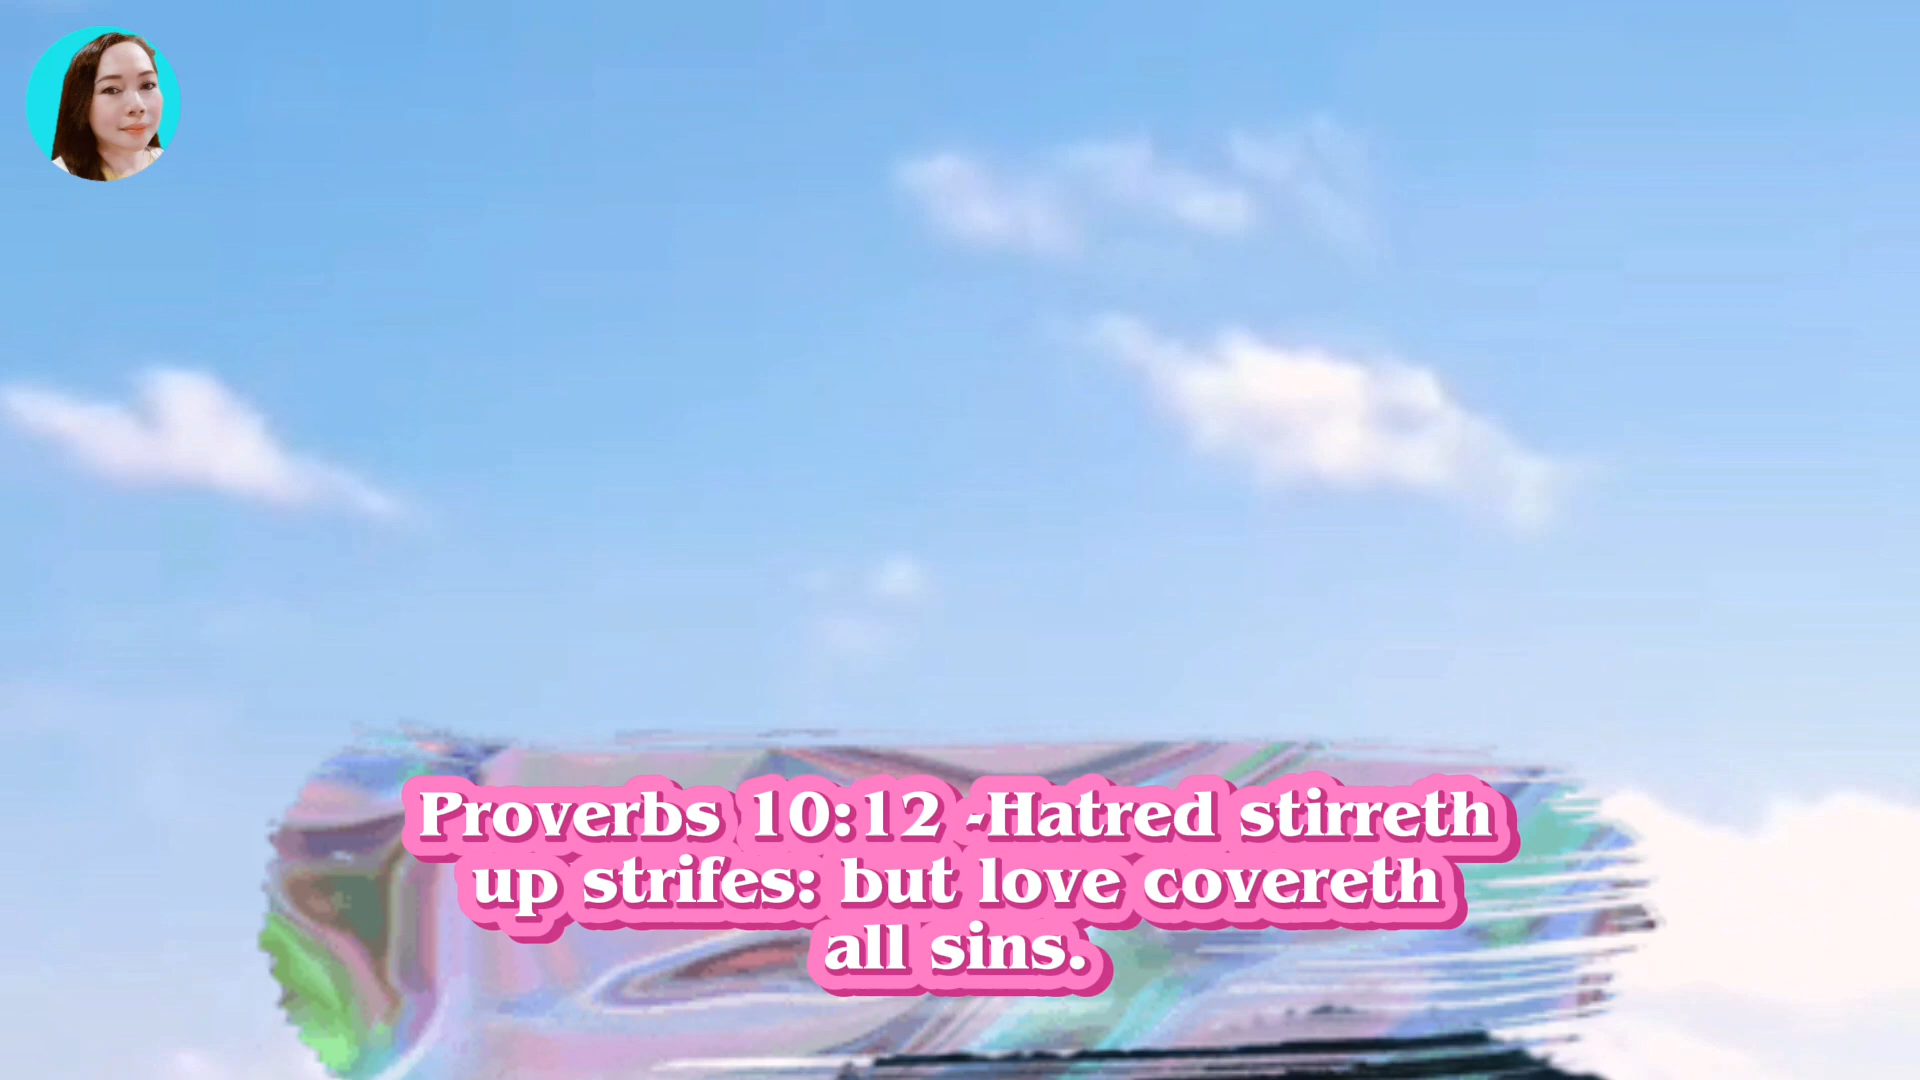 Proverbs 10:12 -Hatred stirreth
up strifes: but love covereth
all sins.